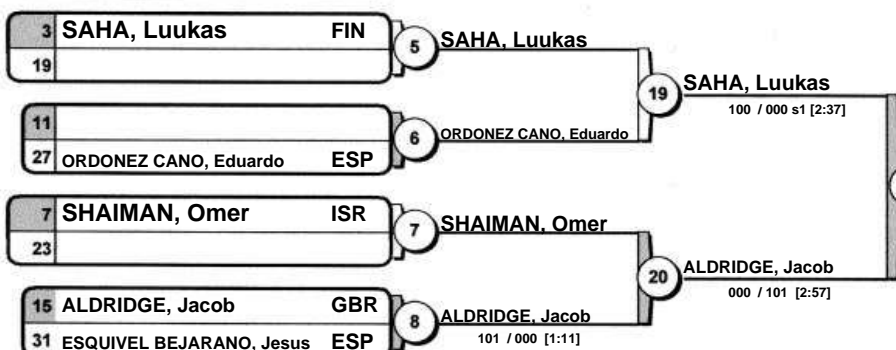 3 SAHA, Luukas FIN
19
5
SAHA, Luukas
11
27 ORDONEZ CANO, Eduardo ESP
6
ORDONEZ CANO, Eduardo
19
SAHA, Luukas
100 / 000 s1 [2:37]
7 SHAIMAN, Omer ISR
23
7
SHAIMAN, Omer
15 ALDRIDGE, Jacob GBR
31 ESQUIVEL BEJARANO, Jesus ESP
8
ALDRIDGE, Jacob
101 / 000 [1:11]
20
ALDRIDGE, Jacob
000 / 101 [2:57]